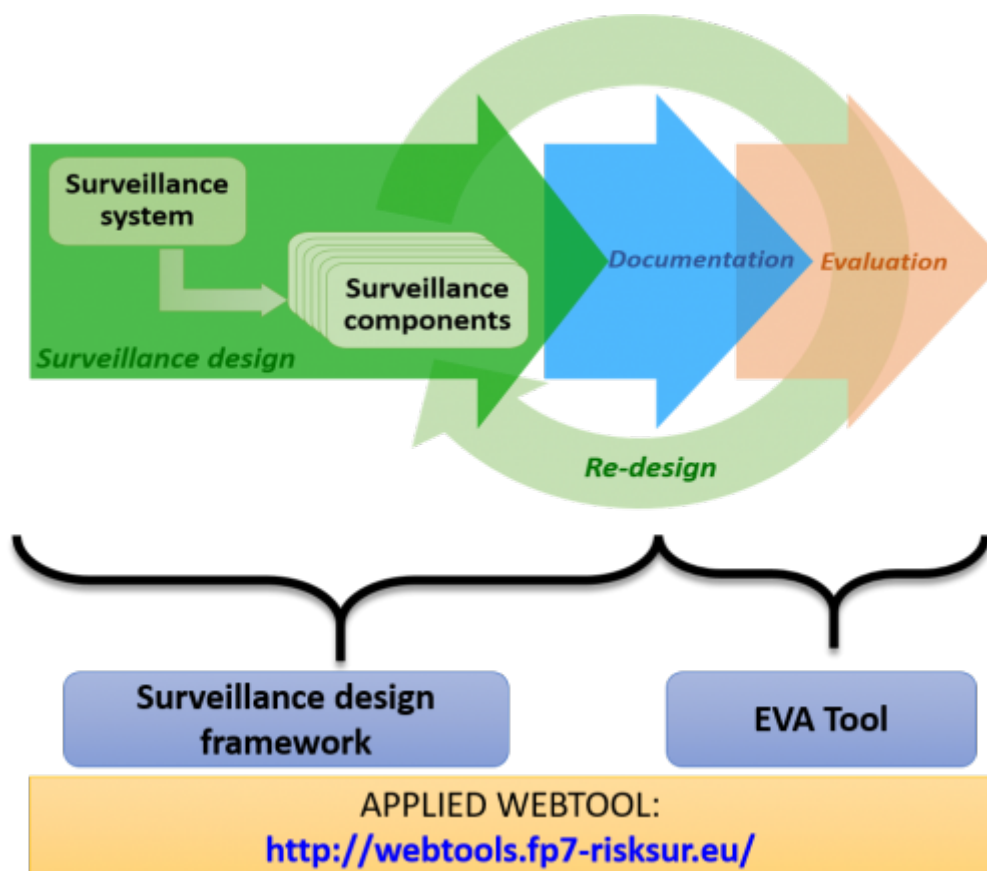 Surveillance
system
Surveillance
components
Surveillance design
Documentation
Evaluation
Re-design
Surveillance design
framework
EVA Tool
APPLIED WEBTOOL:
http://webtools.fp7-risksur.eu/